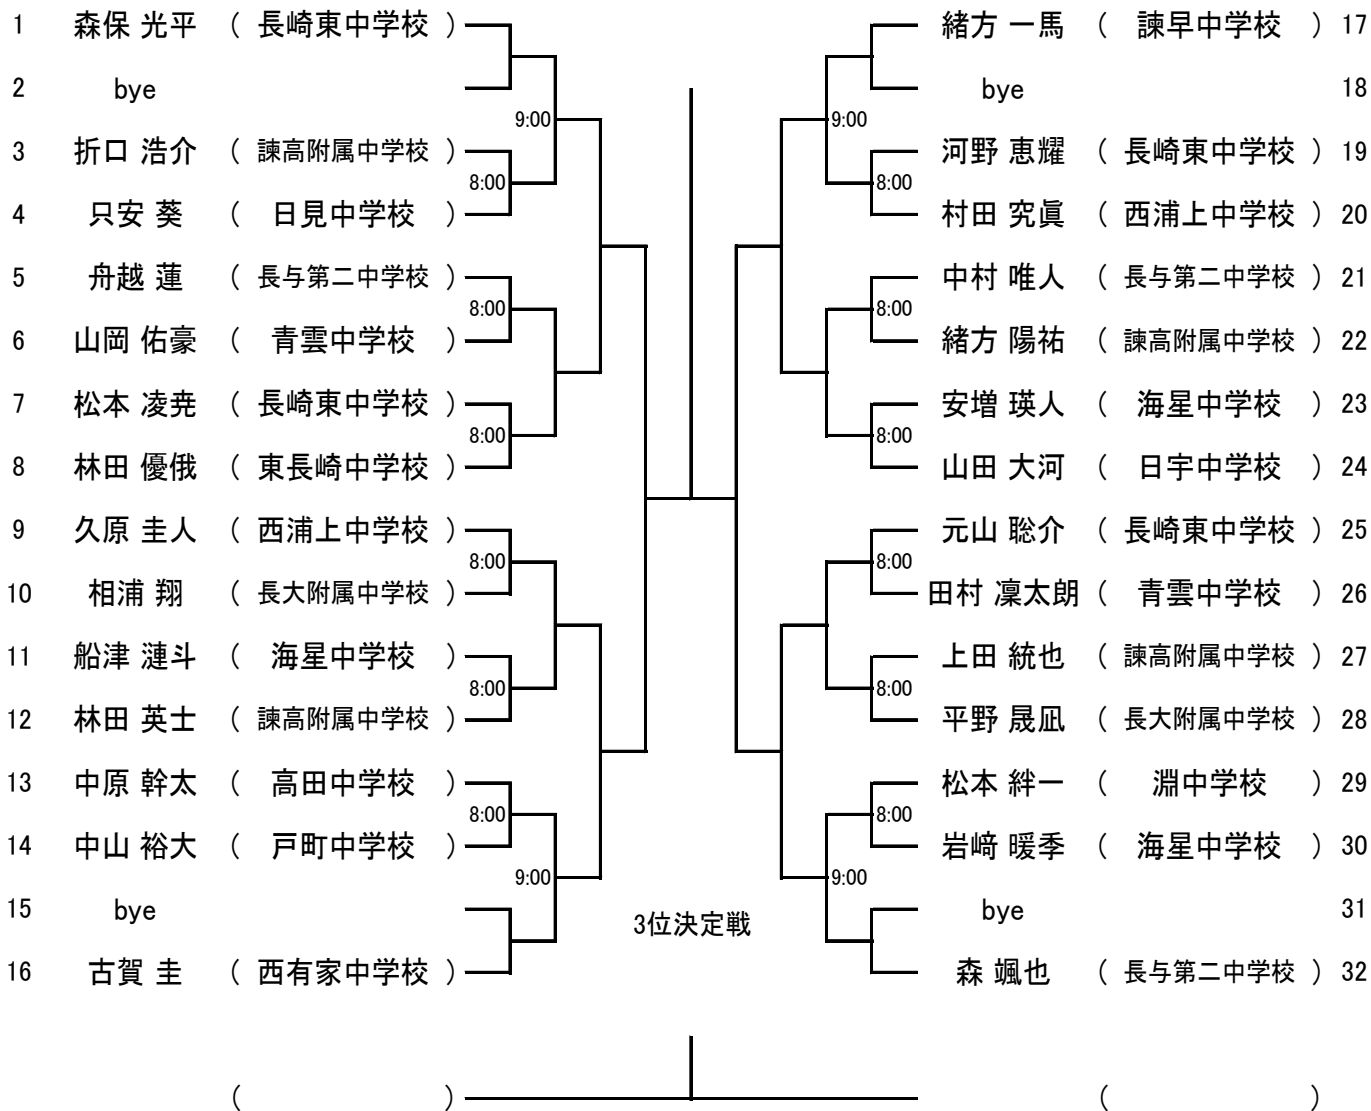 1 森保 光平 ( 長崎東中学校 ) 緒方 一馬 ( 諫早中学校 ) 17
2 bye bye 18
9:00 9:00
3 折口 浩介 ( 諫高附属中学校 ) 河野 恵耀 ( 長崎東中学校 ) 19
8:00 8:00
4 只安 葵 ( 日見中学校 ) 村田 究眞 ( 西浦上中学校 ) 20
5 舟越 蓮 ( 長与第二中学校 ) 中村 唯人 ( 長与第二中学校 ) 21
8:00 8:00
6 山岡 佑豪 ( 青雲中学校 ) 緒方 陽祐 ( 諫高附属中学校 ) 22
7 松本 凌尭 ( 長崎東中学校 ) 安増 瑛人 ( 海星中学校 ) 23
8:00 8:00
8 林田 優俄 ( 東長崎中学校 ) 山田 大河 ( 日宇中学校 ) 24
9 久原 圭人 ( 西浦上中学校 ) 元山 聡介 ( 長崎東中学校 ) 25
8:00 8:00
10 相浦 翔 ( 長大附属中学校 ) 田村 凜太朗 ( 青雲中学校 ) 26
11 船津 漣斗 ( 海星中学校 ) 上田 統也 ( 諫高附属中学校 ) 27
8:00 8:00
12 林田 英士 ( 諫高附属中学校 ) 平野 晟凪 ( 長大附属中学校 ) 28
13 中原 幹太 ( 高田中学校 ) 松本 絆一 ( 淵中学校 ) 29
8:00 8:00
14 中山 裕大 ( 戸町中学校 ) 岩﨑 暖季 ( 海星中学校 ) 30
9:00 9:00
15 bye bye 31
3位決定戦
16 古賀 圭 ( 西有家中学校 ) 森 颯也 ( 長与第二中学校 ) 32
( ) ( )